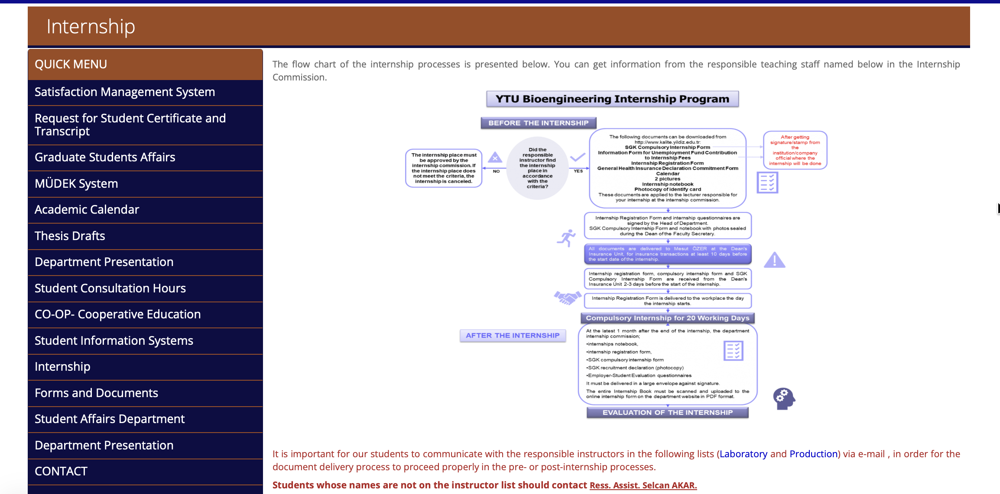 Internship
QUICK MENU
Satisfaction Management System
Request for Student Certificate and
Transcript
Graduate Students Affairs
MÜDEK System
Academic Calendar
Thesis Drafts
Department Presentation
Student Consultation Hours
CO-OP- Cooperative Education
Student Information Systems
Internship
Forms and Documents
Student Affairs Department
Department Presentation
CONTACT
The flow chart of the internship processes is presented below. You can get information from the responsible teaching staff named below in the Internship
Commission.
YTU Bioengineering Internship Program
BEFORE THE INTERNSHIP
The internship place must
be approved by the
internship commission. If
the internship place does
not meet the criteria, the
internship is canceled.
NO
Did the
responsible
instructor find
the internship
place in
accordance
with the
criteria?
YES
The following documents can be downloaded from
http://www.kalite.yildiz.edu.tr:
SGK Compulsory Internship Form
Information Form for Unemployment Fund Contribution
to Internship Fees
Internship Registration Form
General Health Insurance Declaration Commitment Form
Calendar
2 pictures
Internship notebook
Photocopy of identify card
These documents are applied to the lecturer responsible for
your internship at the internship commission.
After getting
signature/stamp from
the
institution/company
official where the
internship will be done
Internship Registration Form and internship questionnaires are
signed by the Head of Department.
SGK Compulsory Internship Form and notebook with photos sealed
during the Dean of the Faculty Secretary.
All documents are delivered to Mesut ÖZER at the Dean's
Insurance Unit, for insurance transactions at least 10 days before
the start date of the internship.
Internship registration form, compulsory internship form and SGK
Compulsory Internship Form are received from the Dean's
Insurance Unit 2-3 days before the start of the internship.
Internship Registration Form is delivered to the workplace the day
the internship starts.
Compulsory Internship for 20 Working Days
AFTER THE INTERNSHIP
At the latest 1 month after the end of the internship, the department
internship commission;
•internships notebook,
•internship registration form,
•SGK compulsory internship form
•SGK recruitment declaration (photocopy)
•Employer-Student Evaluation questionnaires
It must be delivered in a large envelope against signature.
The entire Internship Book must be scanned and uploaded to the
online internship form on the department website in PDF format.
EVALUATION OF THE INTERNSHIP
It is important for our students to communicate with the responsible instructors in the following lists (Laboratory and Production) via e-mail , in order for the
document delivery process to proceed properly in the pre- or post-internship processes.
Students whose names are not on the instructor list should contact Ress. Assist. Selcan AKAR.